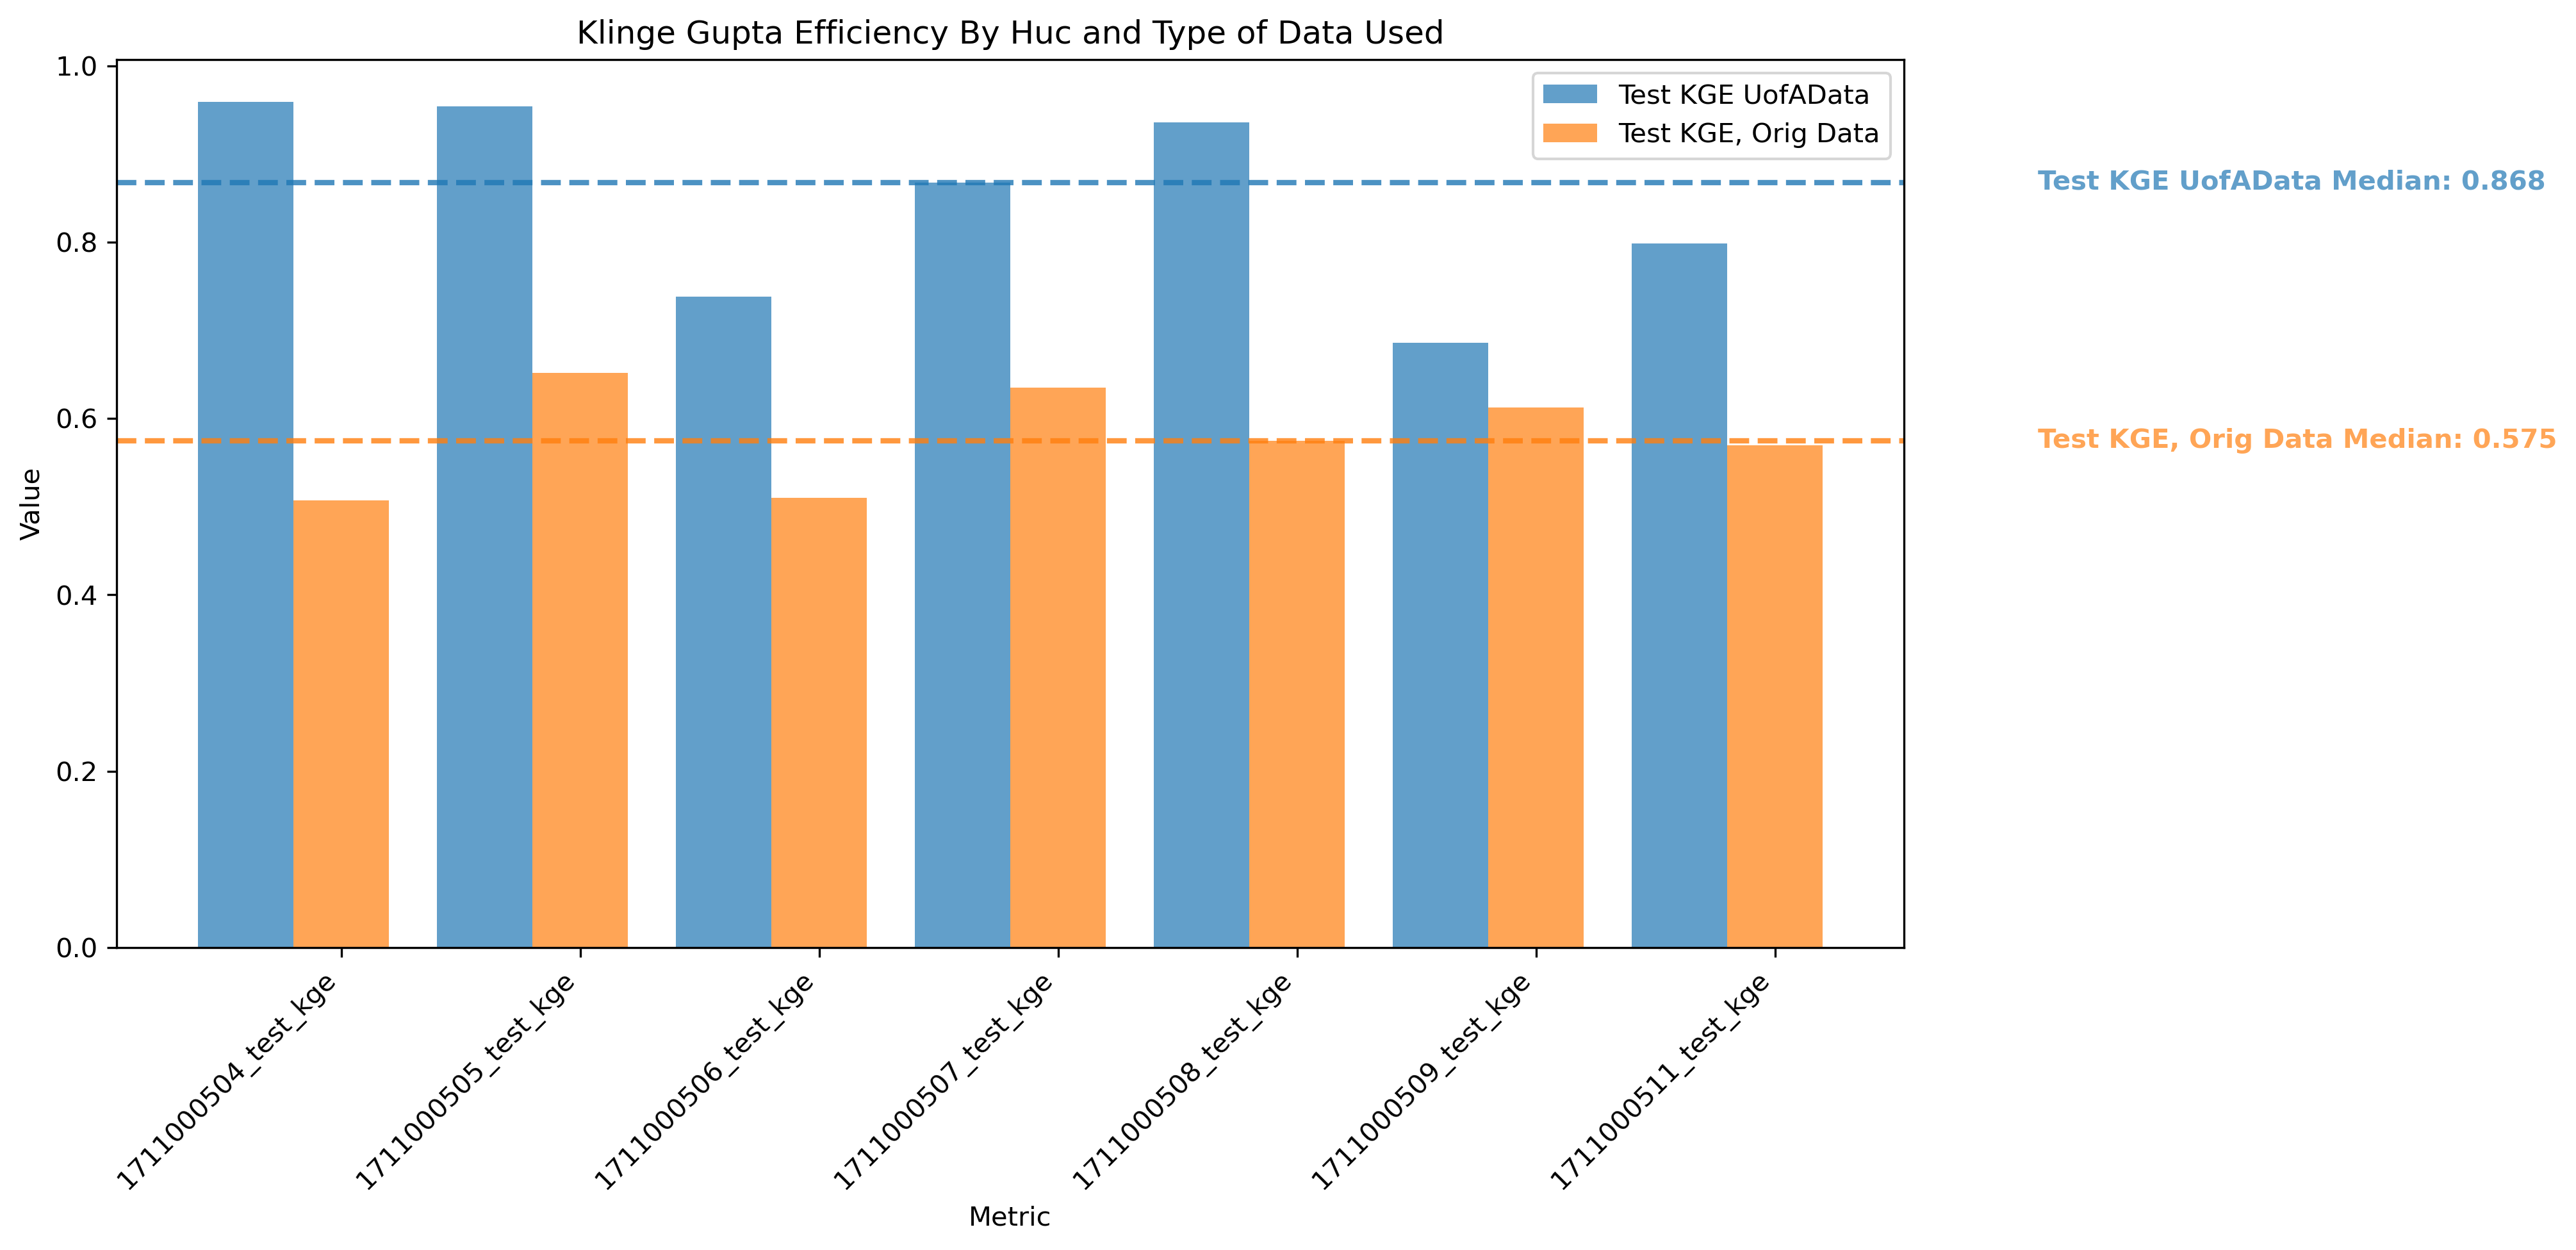 Klinge Gupta Efficiency By Huc and Type of Data Used
Test KGE UofAData
Test KGE, Orig Data
1.0
0.8
0.6
0.4
0.2
0.0
Value
Test KGE UofAData Median: 0.868
Test KGE, Orig Data Median: 0.575
1711000504_test_kge
1711000505_test_kge
1711000506_test_kge
1711000507_test_kge
1711000508_test_kge
1711000509_test_kge
1711000511_test_kge
Metric